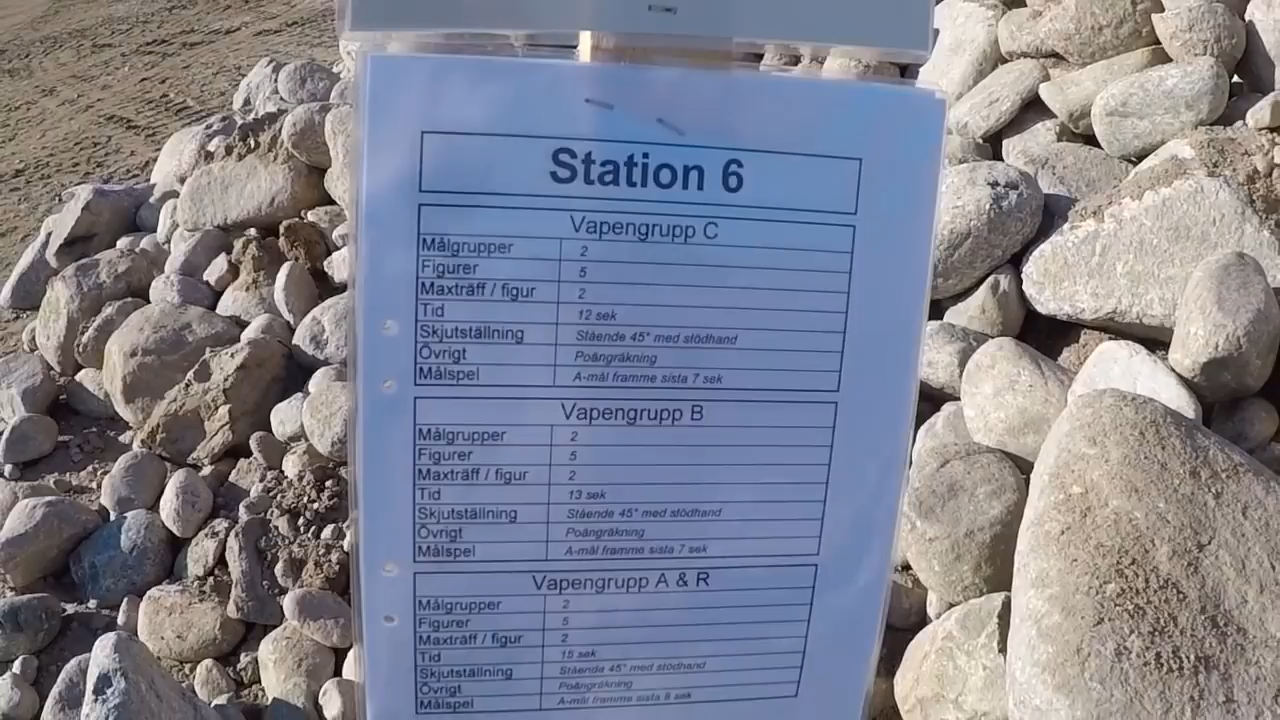 Station 6
Vapengrupp C
Målgrupper 2
Figurer 5
Maxträff / figur 2
Tid 12 sek
Skjutställning Stående 45° med stödhand
Övrigt Poängräkning
Målspel A-mål framme sista 7 sek
Vapengrupp B
Målgrupper 2
Figurer 5
Maxträff / figur 2
Tid 13 sek
Skjutställning Stående 45° med stödhand
Övrigt Poängräkning
Målspel A-mål framme sista 7 sek
Vapengrupp A & R
Målgrupper 2
Figurer 5
Maxträff / figur 2
Tid 15 sek
Skjutställning Stående 45° med stödhand
Övrigt Poängräkning
Målspel A-mål framme sista 8 sek